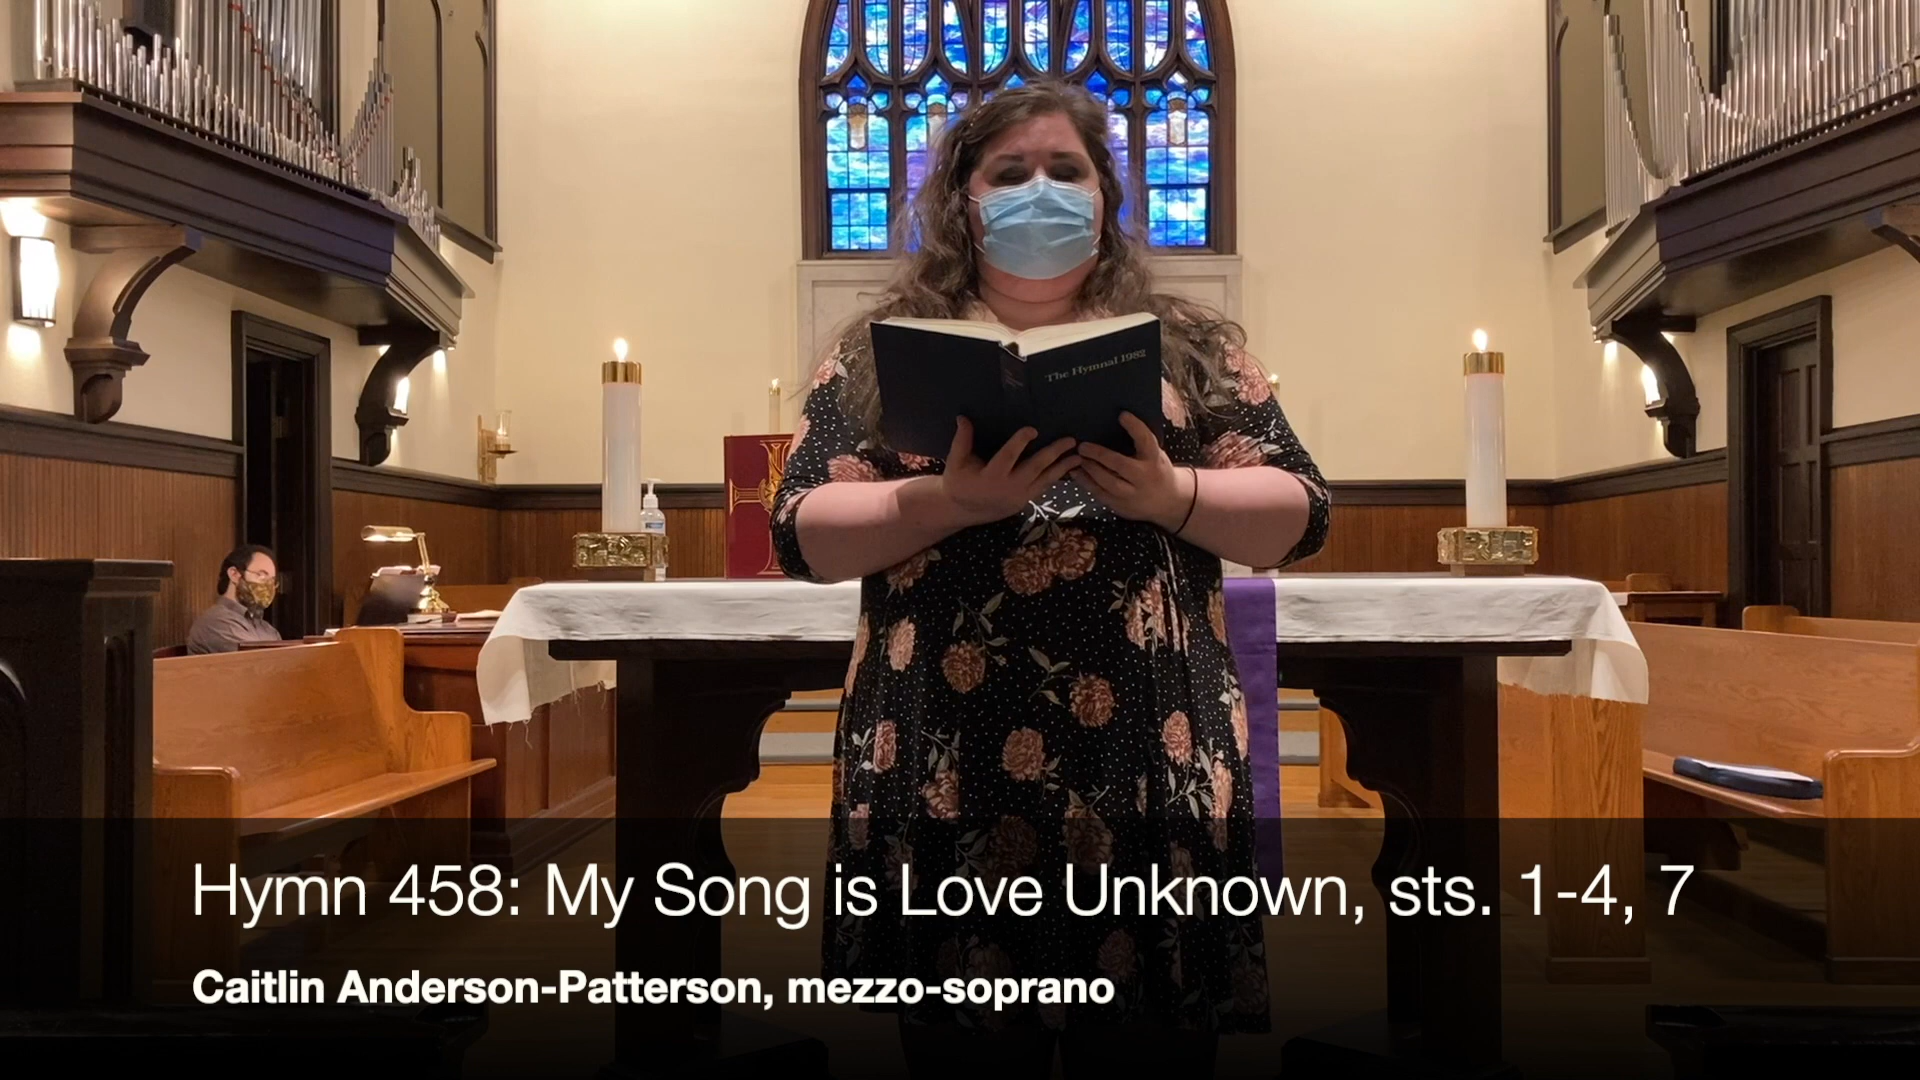 The Hymnal 1982
Hymn 458: My Song is Love Unknown, sts. 1-4, 7
Caitlin Anderson-Patterson, mezzo-soprano